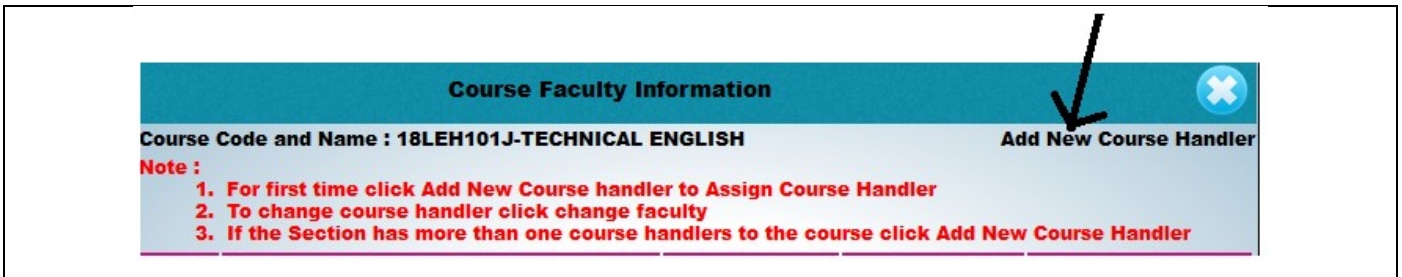 Course Faculty Information
Course Code and Name : 18LEH101J-TECHNICAL ENGLISH Add New Course Handler
Note :
1. For first time click Add New Course handler to Assign Course Handler
2. To change course handler click change faculty
3. If the Section has more than one course handlers to the course click Add New Course Handler